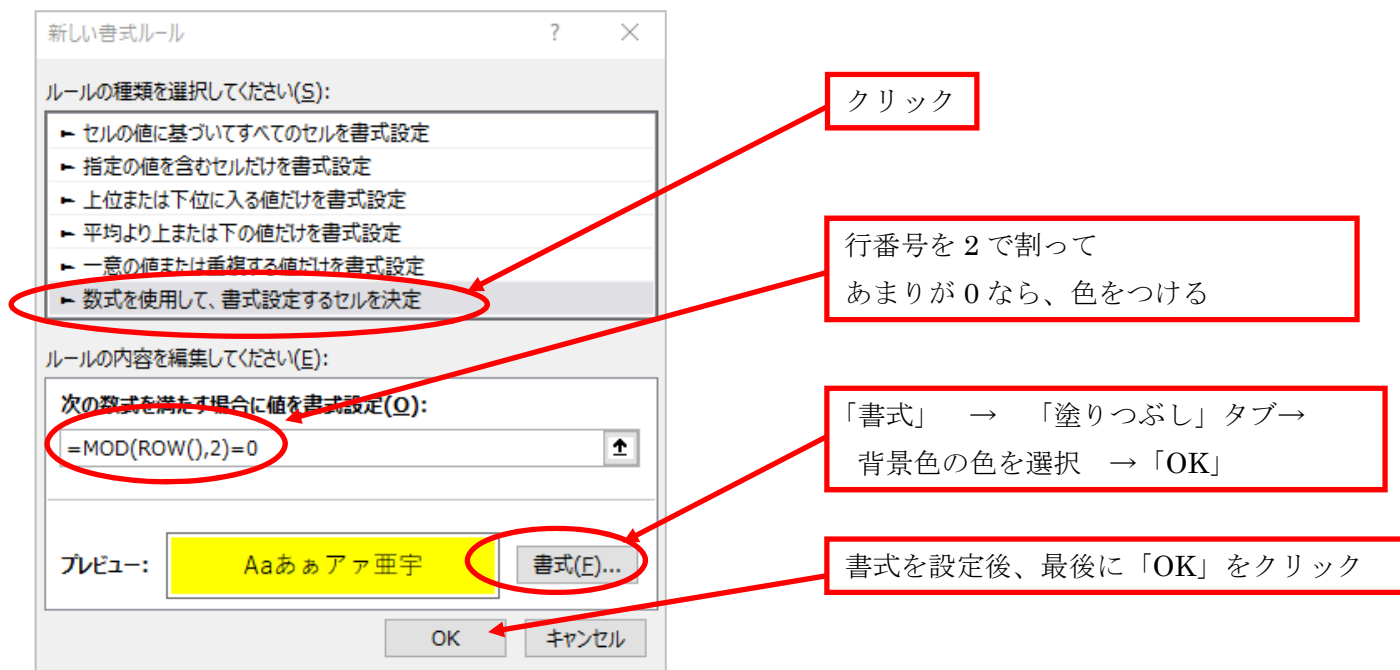 新しい書式ルール ? ×
ルールの種類を選択してください(S):
► セルの値に基づいてすべてのセルを書式設定
► 指定の値を含むセルだけを書式設定
► 上位または下位に入る値だけを書式設定
► 平均より上または下の値だけを書式設定
► 一意の値または重複する値だけを書式設定
► 数式を使用して、書式設定するセルを決定
ルールの内容を編集してください(E):
次の数式を満たす場合に値を書式設定(O):
=MOD(ROW(),2)=0
プレビュー: Aaあぁアァ亜宇 書式(F)...
OK キャンセル
クリック
行番号を 2 で割って
あまりが 0 なら、色をつける
「書式」 → 「塗りつぶし」タブ→
背景色の色を選択 →「OK」
書式を設定後、最後に「OK」をクリック